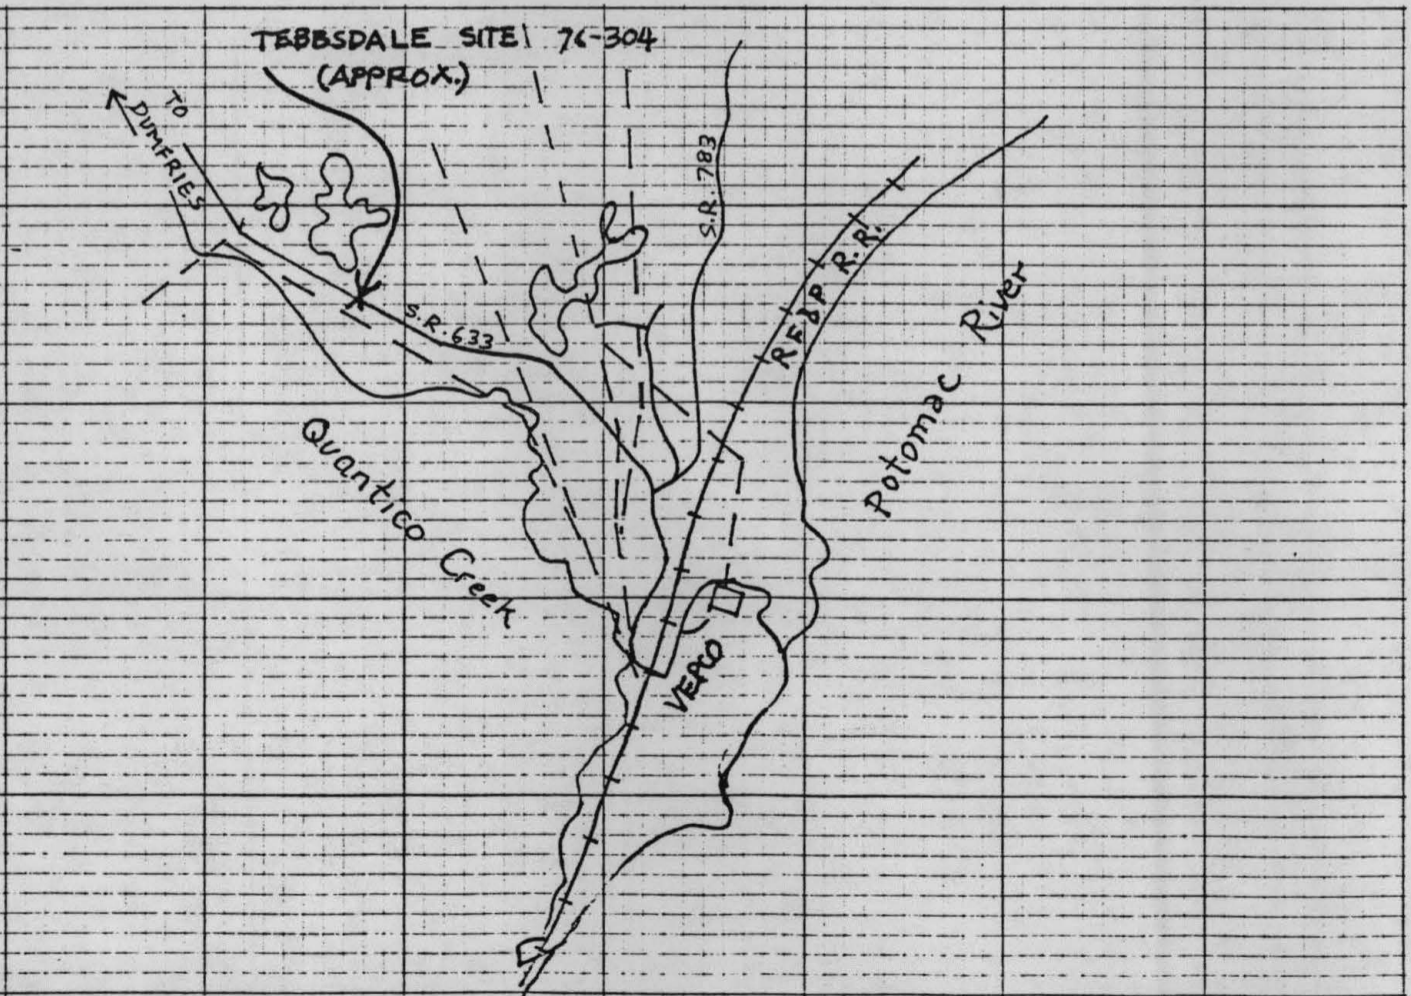 TEBBSDALE SITE 76-304
(APPROX.)
TO
DUMFRIES
S.R. 783
S.R. 633
RF&P R.R.
Potomac River
Quantico Creek
VEPCO